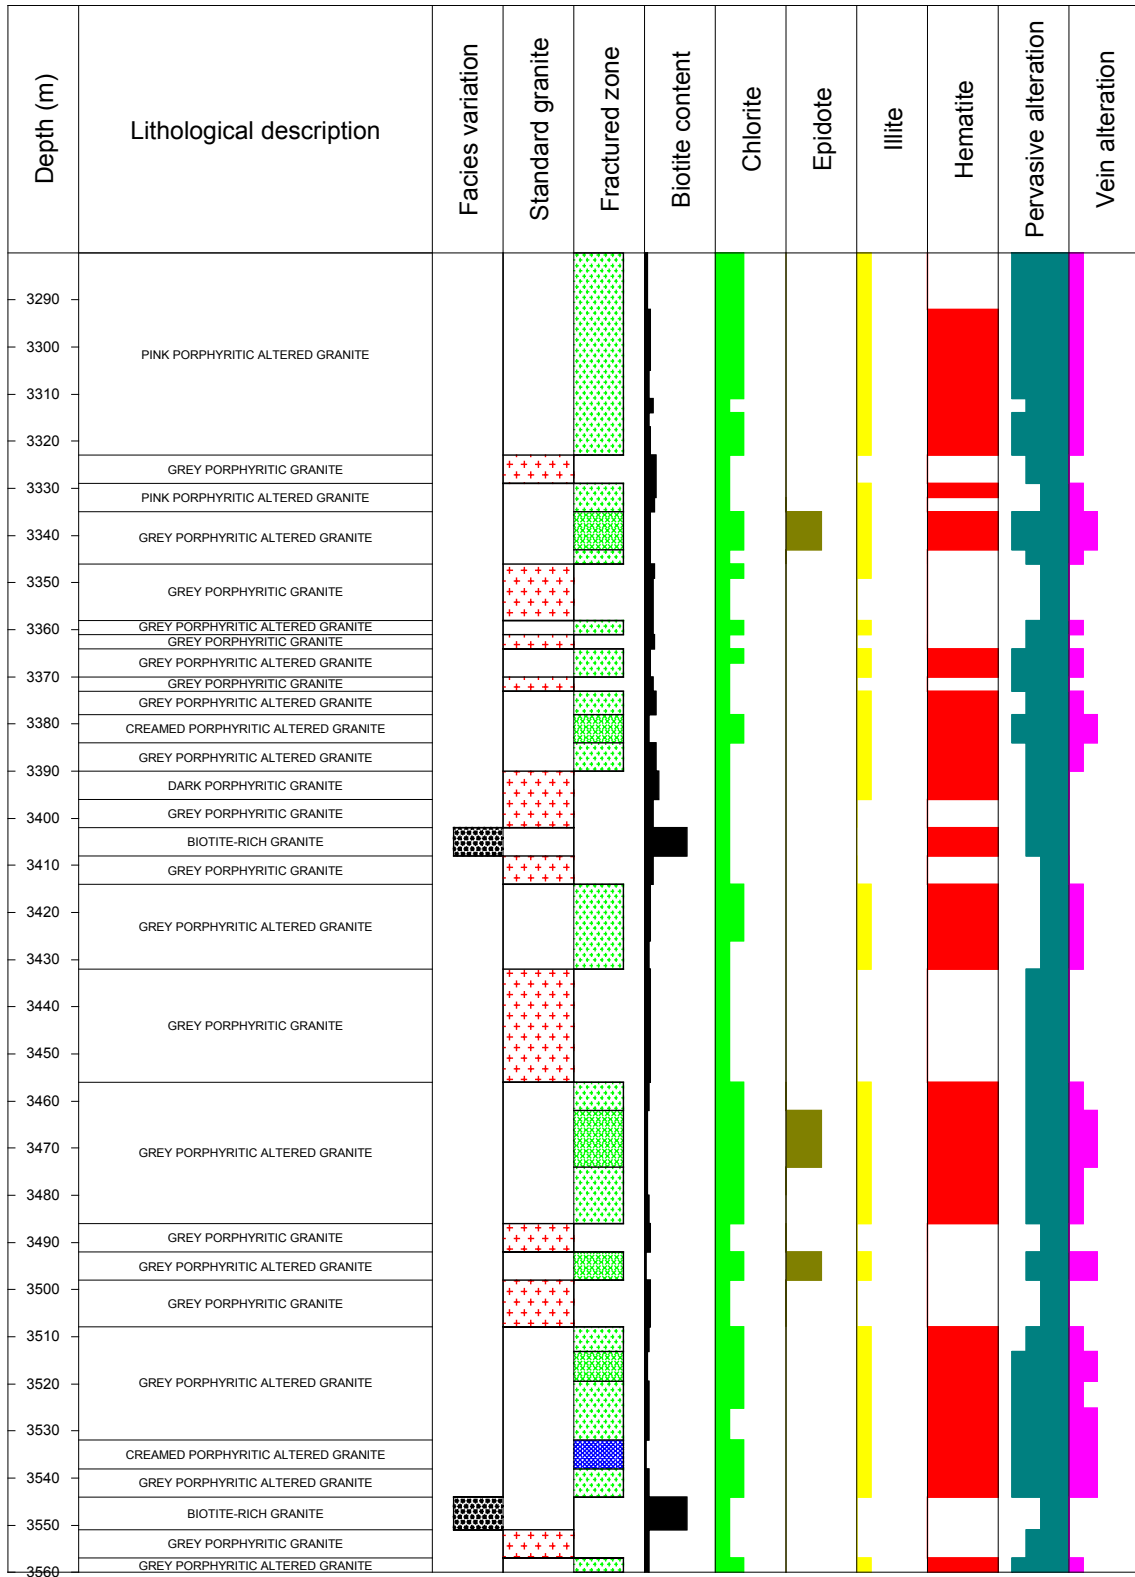 Depth (m)
Lithological description
Facies variation
Standard granite
Fractured zone
Biotite content
Chlorite
Epidote
Illite
Hematite
Pervasive alteration
Vein alteration
3290
3300
PINK PORPHYRITIC ALTERED GRANITE
3310
3320
GREY PORPHYRITIC GRANITE
3330
PINK PORPHYRITIC ALTERED GRANITE
3340
GREY PORPHYRITIC ALTERED GRANITE
3350
GREY PORPHYRITIC GRANITE
3360
GREY PORPHYRITIC ALTERED GRANITE
GREY PORPHYRITIC GRANITE
GREY PORPHYRITIC ALTERED GRANITE
3370
GREY PORPHYRITIC GRANITE
GREY PORPHYRITIC ALTERED GRANITE
3380
CREAMED PORPHYRITIC ALTERED GRANITE
GREY PORPHYRITIC ALTERED GRANITE
3390
DARK PORPHYRITIC GRANITE
3400
GREY PORPHYRITIC GRANITE
BIOTITE-RICH GRANITE
3410
GREY PORPHYRITIC GRANITE
3420
GREY PORPHYRITIC ALTERED GRANITE
3430
3440
GREY PORPHYRITIC GRANITE
3450
3460
3470
GREY PORPHYRITIC ALTERED GRANITE
3480
3490
GREY PORPHYRITIC GRANITE
GREY PORPHYRITIC ALTERED GRANITE
3500
GREY PORPHYRITIC GRANITE
3510
3520
GREY PORPHYRITIC ALTERED GRANITE
3530
CREAMED PORPHYRITIC ALTERED GRANITE
3540
GREY PORPHYRITIC ALTERED GRANITE
BIOTITE-RICH GRANITE
3550
GREY PORPHYRITIC GRANITE
GREY PORPHYRITIC ALTERED GRANITE
3560